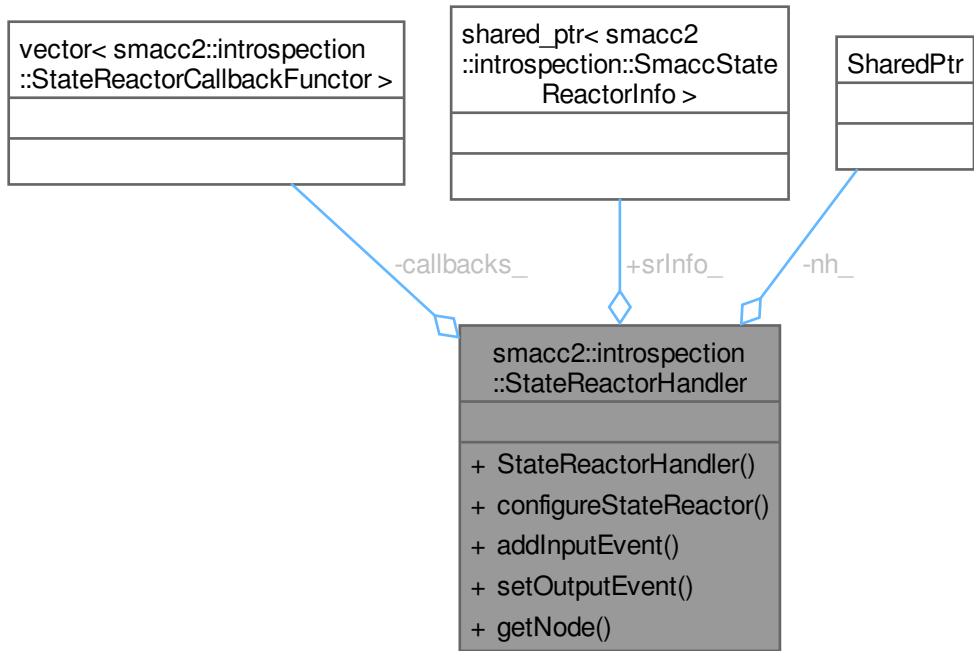 vector< smacc2::introspection
::StateReactorCallbackFunctor >
shared_ptr< smacc2
::introspection::SmaccState
ReactorInfo >
SharedPtr
-callbacks_
+srInfo_
-nh_
smacc2::introspection
::StateReactorHandler
+ StateReactorHandler()
+ configureStateReactor()
+ addInputEvent()
+ setOutputEvent()
+ getNode()